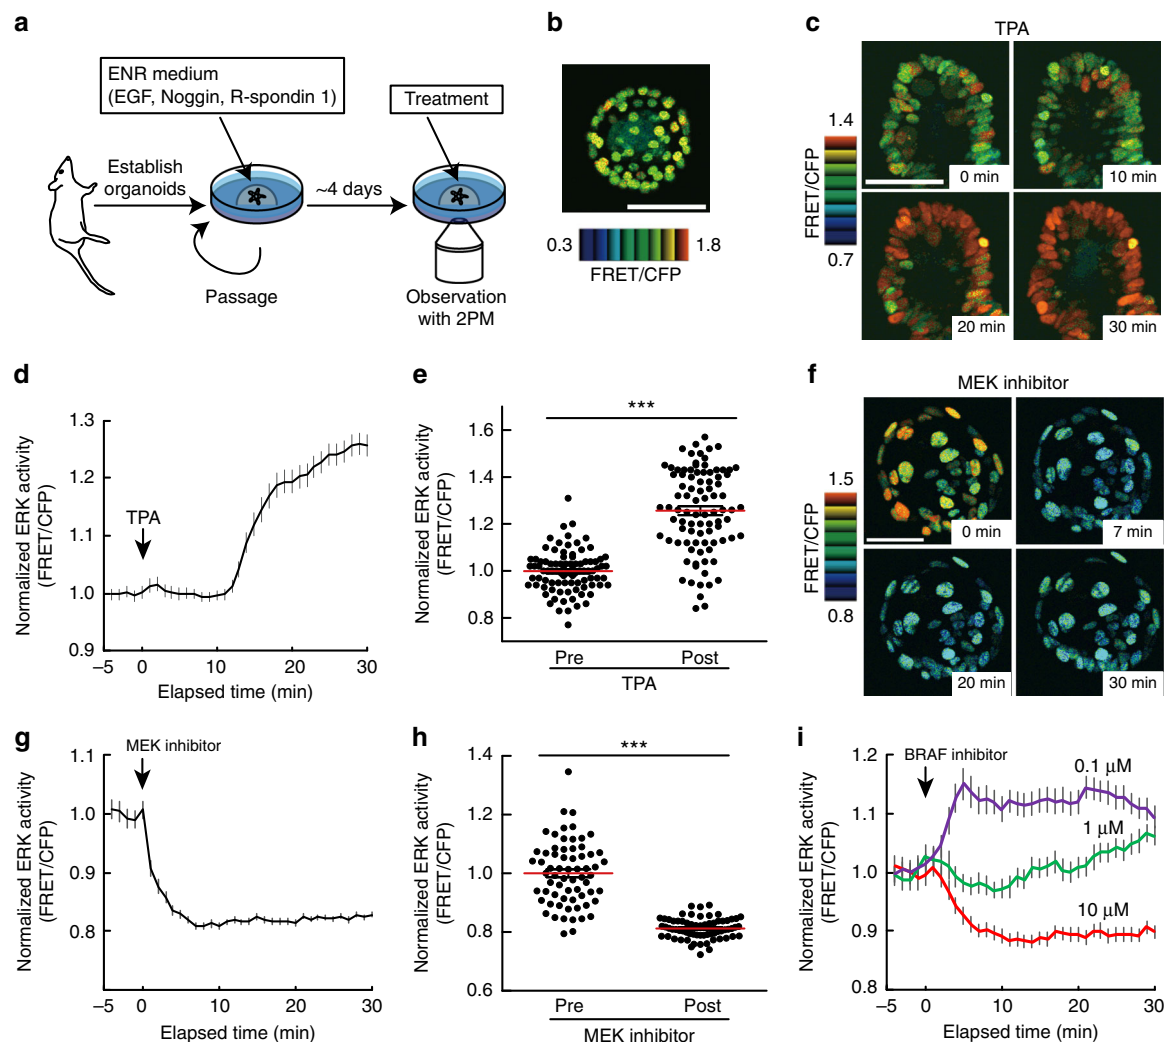 a
ENR medium
(EGF, Noggin, R-spondin 1)
Treatment
Establish
organoids
~4 days
Passage
Observation
with 2PM
b
0.3
1.8
FRET/CFP
c
TPA
1.4
FRET/CFP
0.7
0 min
10 min
20 min
30 min
d
Normalized ERK activity
(FRET/CFP)
1.3
1.2
1.1
1.0
0.9
TPA
−5
0
10
20
30
Elapsed time (min)
e
Normalized ERK activity
(FRET/CFP)
1.6
1.4
1.2
1.0
0.8
***
Pre
Post
TPA
f
MEK inhibitor
1.5
FRET/CFP
0.8
0 min
7 min
20 min
30 min
g
Normalized ERK activity
(FRET/CFP)
1.1
1.0
0.9
0.8
MEK inhibitor
−5
0
10
20
30
Elapsed time (min)
h
Normalized ERK activity
(FRET/CFP)
1.4
1.2
1.0
0.8
0.6
***
Pre
Post
MEK inhibitor
i
Normalized ERK activity
(FRET/CFP)
1.2
1.1
1.0
0.9
0.8
BRAF inhibitor
0.1 μM
1 μM
10 μM
−5
0
10
20
30
Elapsed time (min)